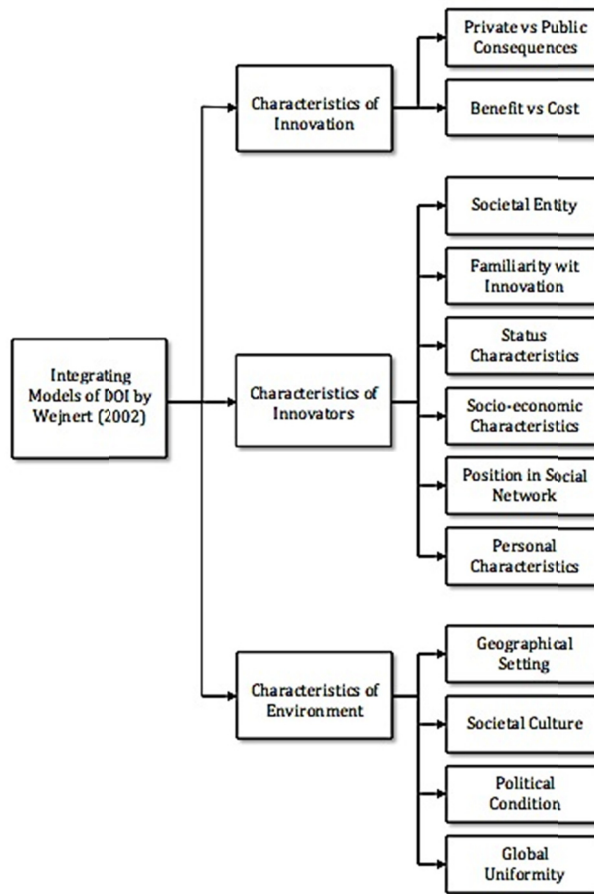 Integrating
Models of DOI by
Wejnert (2002)
Characteristics of
Innovation
Private vs Public
Consequences
Benefit vs Cost
Characteristics of
Innovators
Societal Entity
Familiarity wit
Innovation
Status
Characteristics
Socio-economic
Characteristics
Position in Social
Network
Personal
Characteristics
Characteristics of
Environment
Geographical
Setting
Societal Culture
Political
Condition
Global
Uniformity